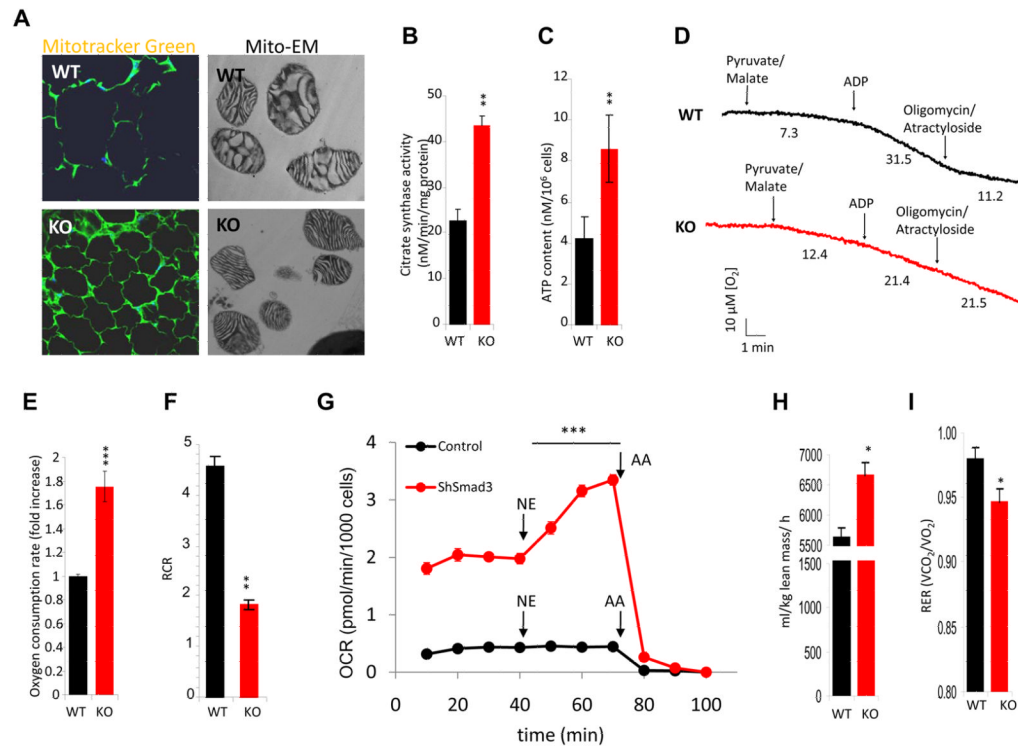 A
Mitotracker Green
Mito-EM
WT
WT
KO
KO
B
Citrate synthase activity
(nM/min/mg protein)
60
50
40
30
20
10
0
**
WT KO
C
ATP content (nM/10⁶ cells)
12
10
8
6
4
2
0
**
WT KO
D
Pyruvate/
Malate
ADP
Oligomycin/
Atractyloside
WT
7.3
31.5
11.2
Pyruvate/
Malate
ADP
Oligomycin/
Atractyloside
KO
12.4
21.4
21.5
10 µM [O₂]
1 min
E
Oxygen consumption rate (fold increase)
2
1.8
1.6
1.4
1.2
1
0.8
0.6
0.4
0.2
0
***
WT KO
F
RCR
5
4
3
2
1
0
**
WT KO
G
OCR (pmol/min/1000 cells)
4
3
2
1
0
Control
ShSmad3
***
NE
AA
NE
AA
0 20 40 60 80 100
time (min)
H
ml/kg lean mass/ h
7000
6500
6000
5500
1500
1000
500
000
*
WT KO
I
RER (VCO₂/VO₂)
1.00
0.95
0.90
0.85
0.80
*
WT KO